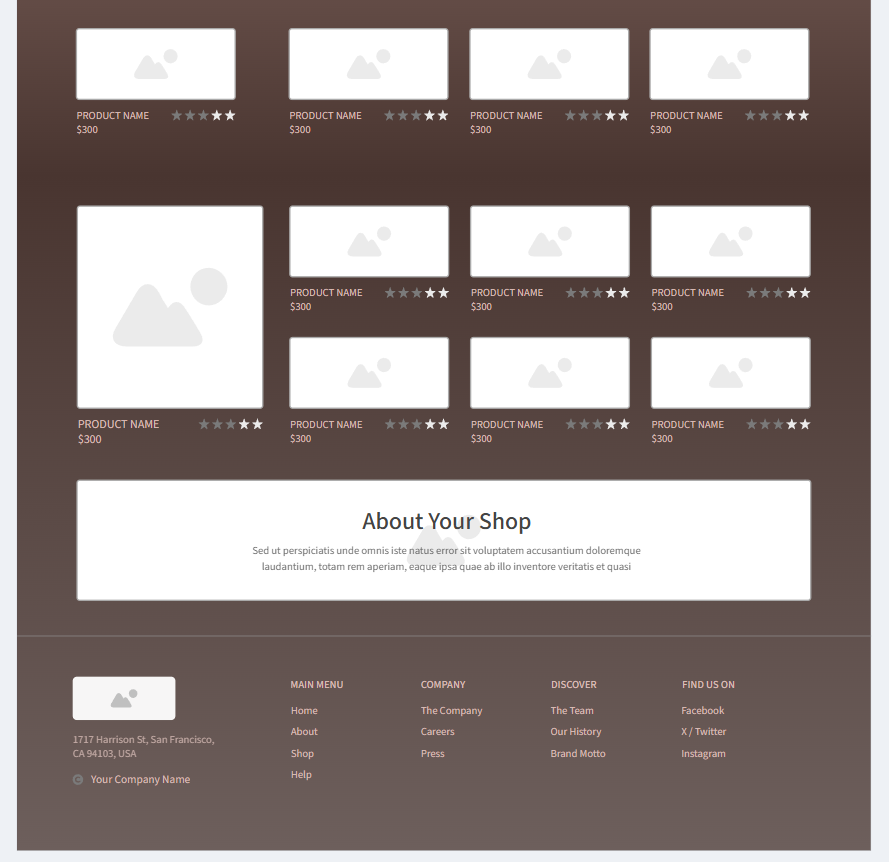 PRODUCT NAME
$300
PRODUCT NAME
$300
PRODUCT NAME
$300
PRODUCT NAME
$300
PRODUCT NAME
$300
PRODUCT NAME
$300
PRODUCT NAME
$300
PRODUCT NAME
$300
PRODUCT NAME
$300
PRODUCT NAME
$300
PRODUCT NAME
$300
About Your Shop
Sed ut perspiciatis unde omnis iste natus error sit voluptatem accusantium doloremque
laudantium, totam rem aperiam, eaque ipsa quae ab illo inventore veritatis et quasi
1717 Harrison St, San Francisco,
CA 94103, USA
C Your Company Name
MAIN MENU
Home
About
Shop
Help
COMPANY
The Company
Careers
Press
DISCOVER
The Team
Our History
Brand Motto
FIND US ON
Facebook
X / Twitter
Instagram